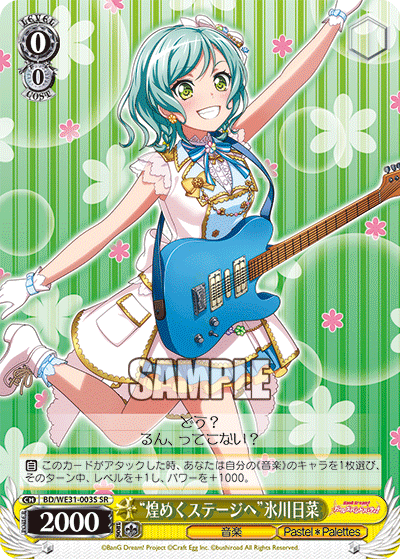 LEVEL
0
0
COST
SAMPLE
どう?
るん、ってこない?
自 このカードがアタックした時、あなたは自分の《音楽》のキャラを1枚選び、
そのターン中、レベルを+1し、パワーを+1000。
CH BD/WE31-003S SR
"煌めくステージへ"氷川日菜
2000
音楽
Pastel*Palettes
©BanG Dream! Project ©Craft Egg Inc. ©bushiroad All Rights Reserved.